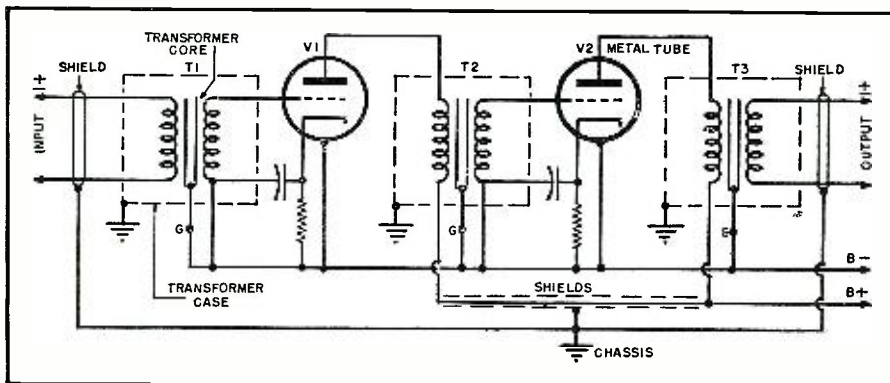 TRANSFORMER
CORE
V1
V2
METAL TUBE
SHIELD
T1
T2
T3
SHIELD
I+
I+
INPUT
OUTPUT
G
G
E
B-
TRANSFORMER
CASE
SHIELDS
B+
CHASSIS